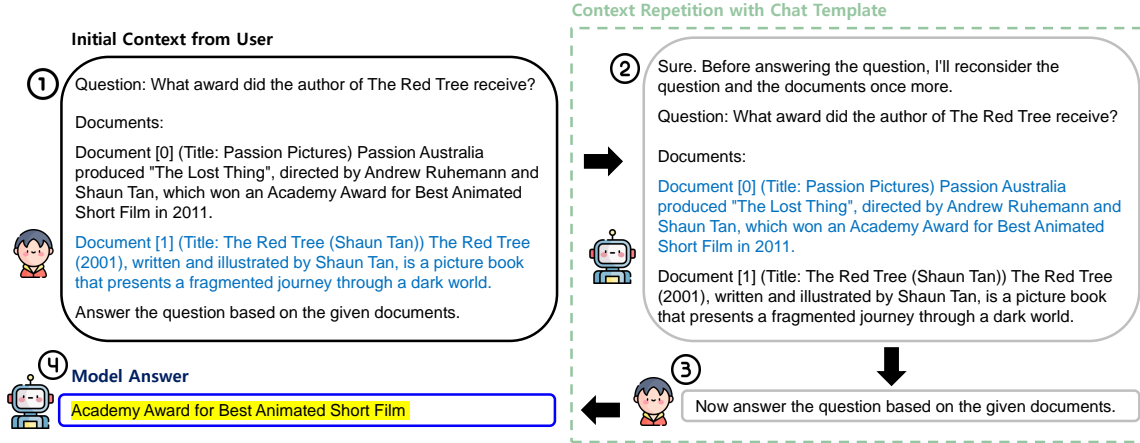 Context Repetition with Chat Template
Initial Context from User
1
Question: What award did the author of The Red Tree receive?
Documents:
Document [0] (Title: Passion Pictures) Passion Australia
produced "The Lost Thing", directed by Andrew Ruhemann and
Shaun Tan, which won an Academy Award for Best Animated
Short Film in 2011.
Document [1] (Title: The Red Tree (Shaun Tan)) The Red Tree
(2001), written and illustrated by Shaun Tan, is a picture book
that presents a fragmented journey through a dark world.
Answer the question based on the given documents.
2
Sure. Before answering the question, I'll reconsider the
question and the documents once more.
Question: What award did the author of The Red Tree receive?
Documents:
Document [0] (Title: Passion Pictures) Passion Australia
produced "The Lost Thing", directed by Andrew Ruhemann and
Shaun Tan, which won an Academy Award for Best Animated
Short Film in 2011.
Document [1] (Title: The Red Tree (Shaun Tan)) The Red Tree
(2001), written and illustrated by Shaun Tan, is a picture book
that presents a fragmented journey through a dark world.
3
Now answer the question based on the given documents.
4
Model Answer
Academy Award for Best Animated Short Film